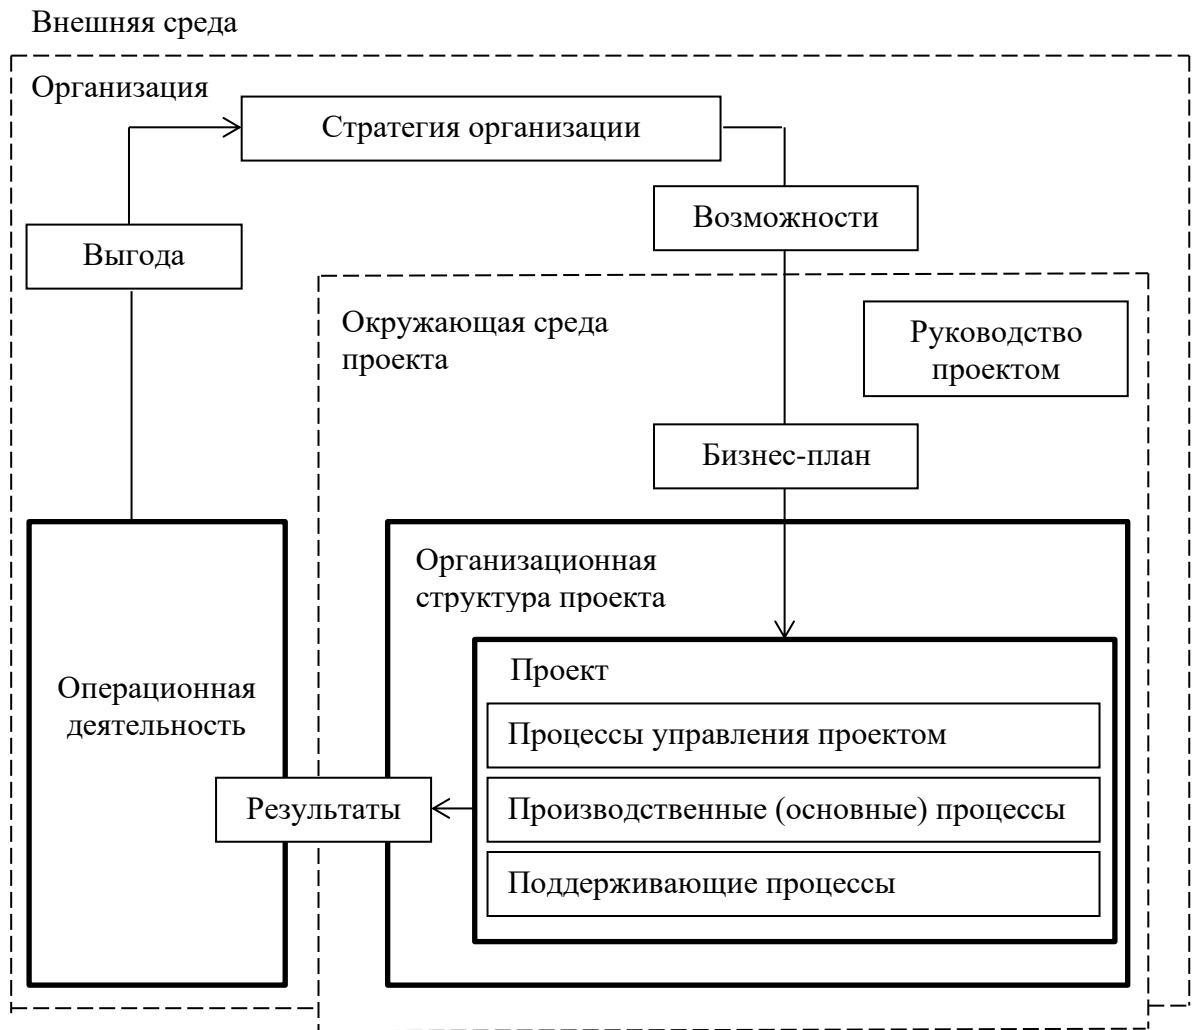 Внешняя среда
Организация
Стратегия организации
Возможности
Выгода
Окружающая среда
проекта
Руководство
проектом
Бизнес-план
Организационная
структура проекта
Проект
Операционная
деятельность
Процессы управления проектом
Результаты
Производственные (основные) процессы
Поддерживающие процессы